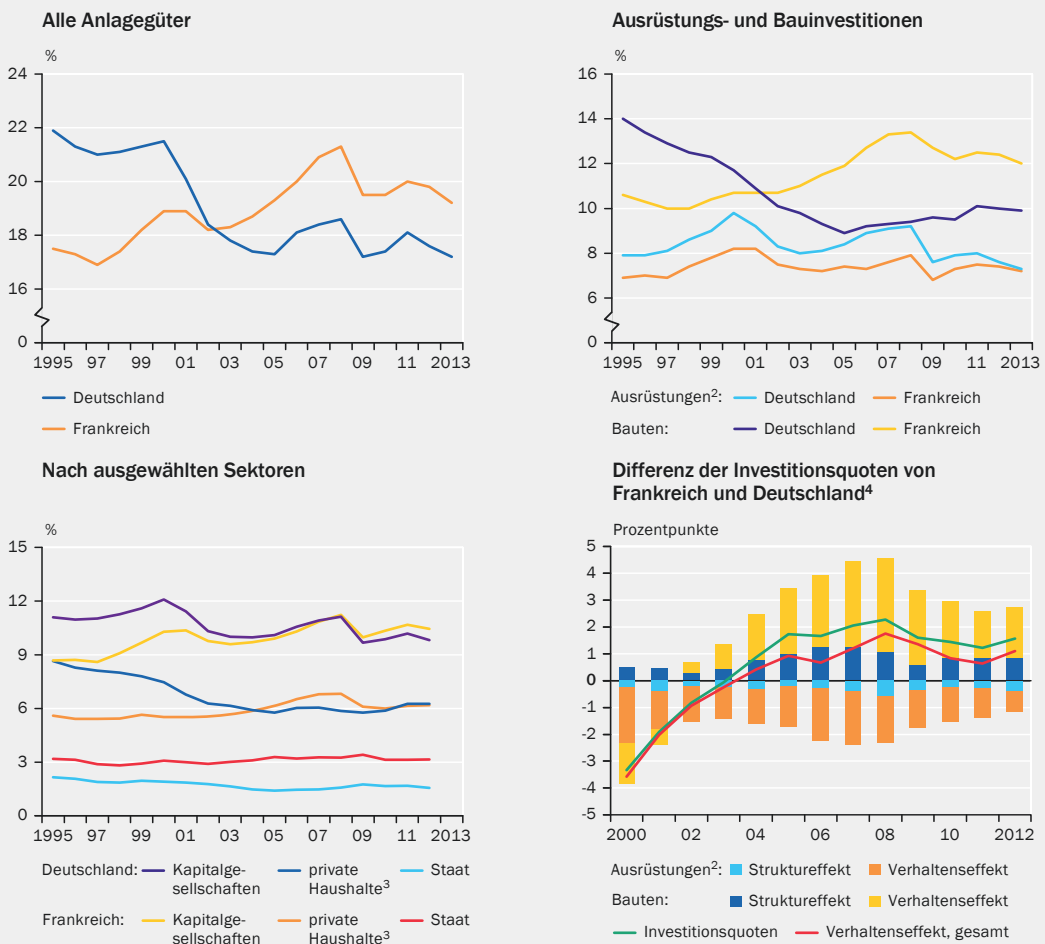 Alle Anlagegüter
%
24
22
20
18
16
0
1995 97 99 01 03 05 07 09 11 2013
Deutschland
Frankreich
Ausrüstungs- und Bauinvestitionen
%
16
14
12
10
8
6
0
1995 97 99 01 03 05 07 09 11 2013
Ausrüstungen²: Deutschland Frankreich
Bauten: Deutschland Frankreich
Nach ausgewählten Sektoren
%
15
12
9
6
3
0
1995 97 99 01 03 05 07 09 11 2013
Deutschland: Kapitalge- private Staat
sellschaften Haushalte³
Frankreich: Kapitalge- private Staat
sellschaften Haushalte³
Differenz der Investitionsquoten von
Frankreich und Deutschland⁴
Prozentpunkte
5
4
3
2
1
0
-1
-2
-3
-4
-5
2000 02 04 06 08 10 2012
Ausrüstungen²: Struktureffekt Verhaltenseffekt
Bauten: Struktureffekt Verhaltenseffekt
Investitionsquoten Verhaltenseffekt, gesamt